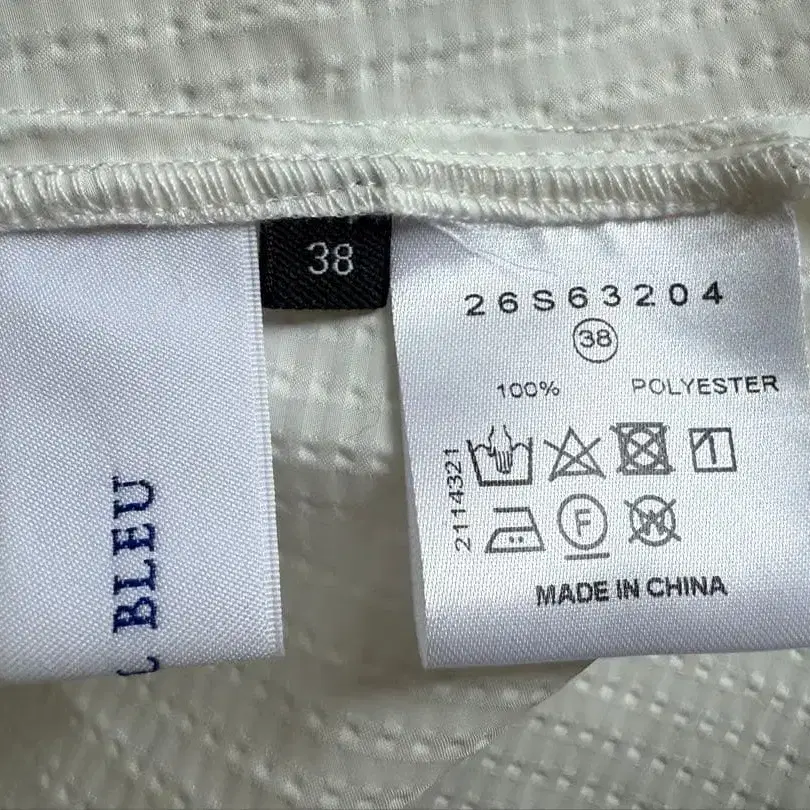 BLEU
38
26S63204
38
100% POLYESTER
2114321
F
W
MADE IN CHINA